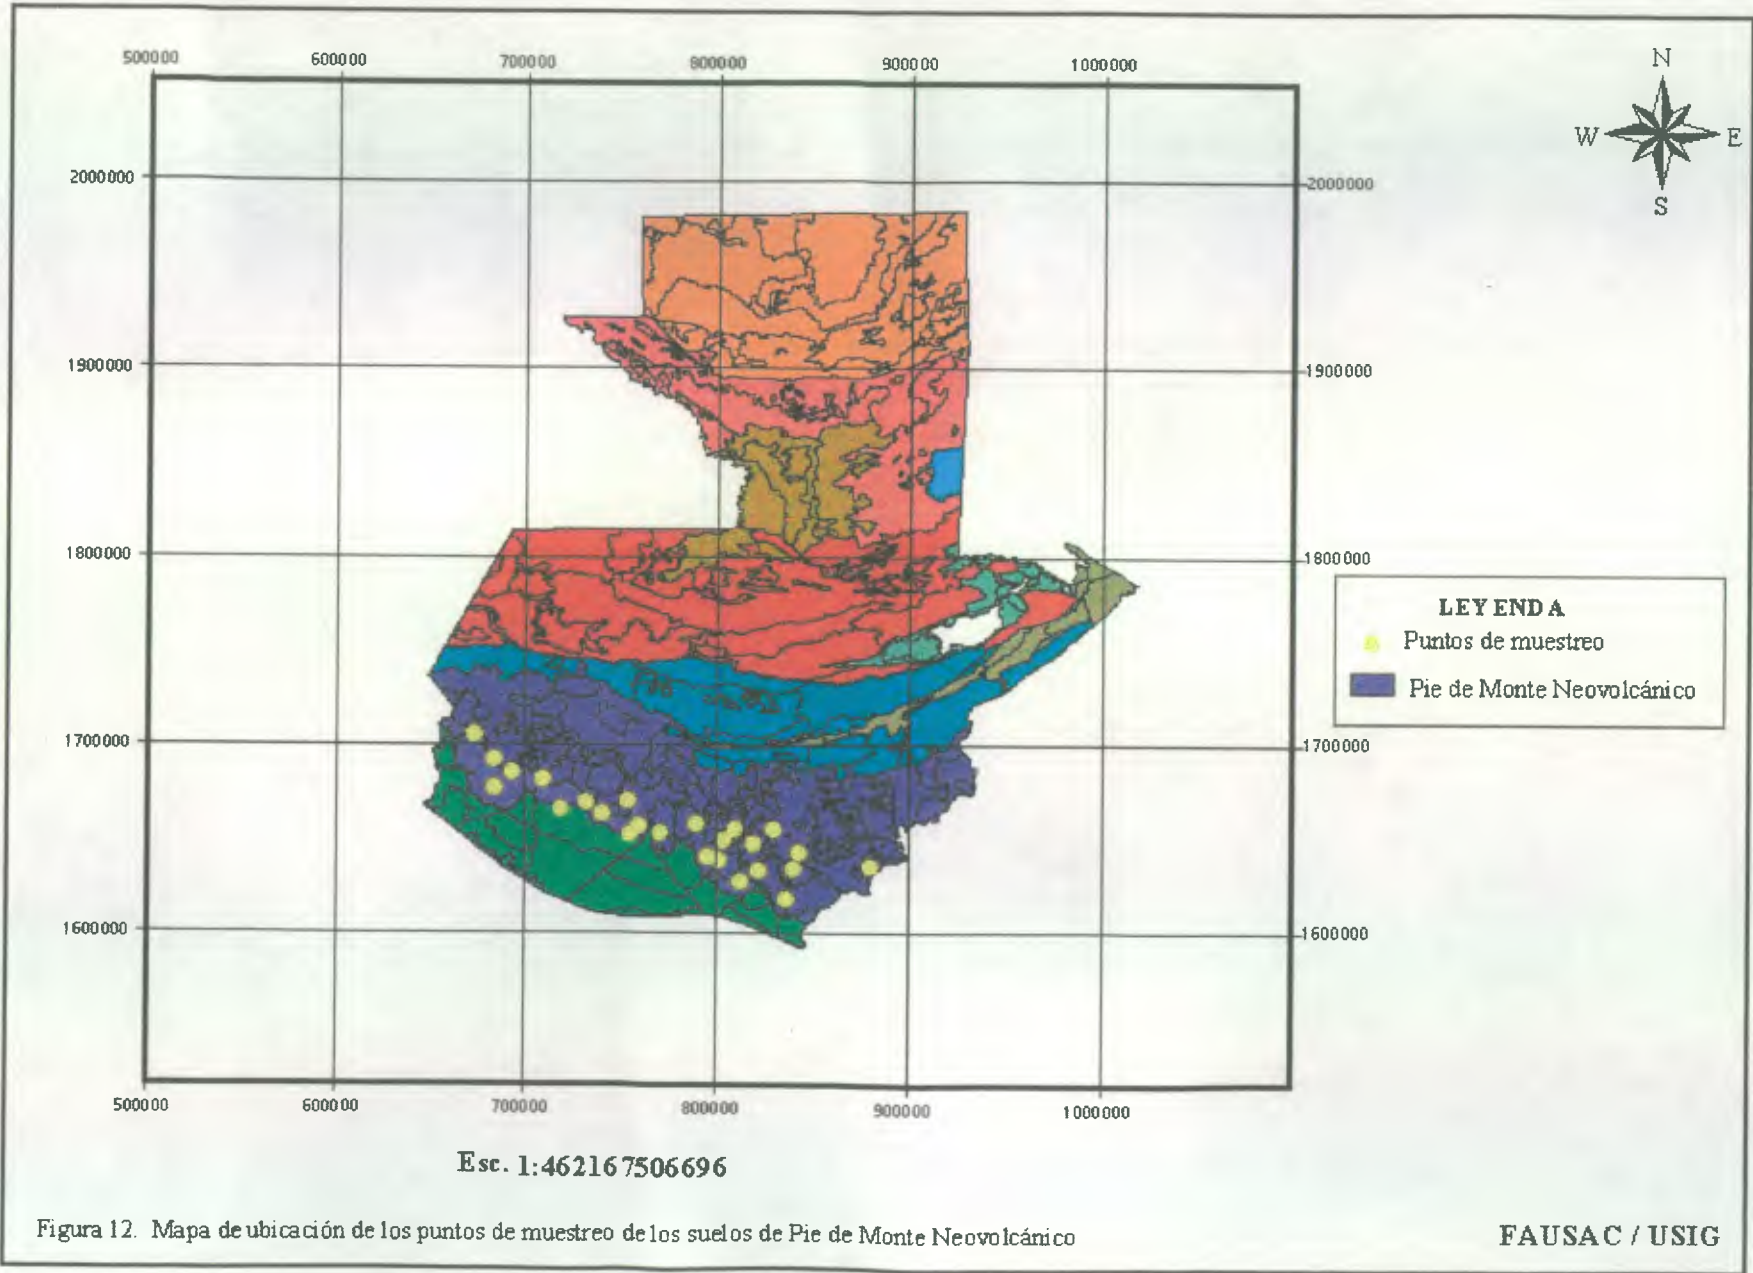 500000 600000 700000 800000 900000 1000000
N
W E
S
2000000 2000000
1900000 1900000
1800000 1800000
LEYENDA
Puntos de muestreo
Pie de Monte Neovolcánico
1700000 1700000
1600000 1600000
500000 600000 700000 800000 900000 1000000
Esc. 1:462167506696
Figura 12. Mapa de ubicación de los puntos de muestreo de los suelos de Pie de Monte Neovolcánico
FAUSAC / USIG